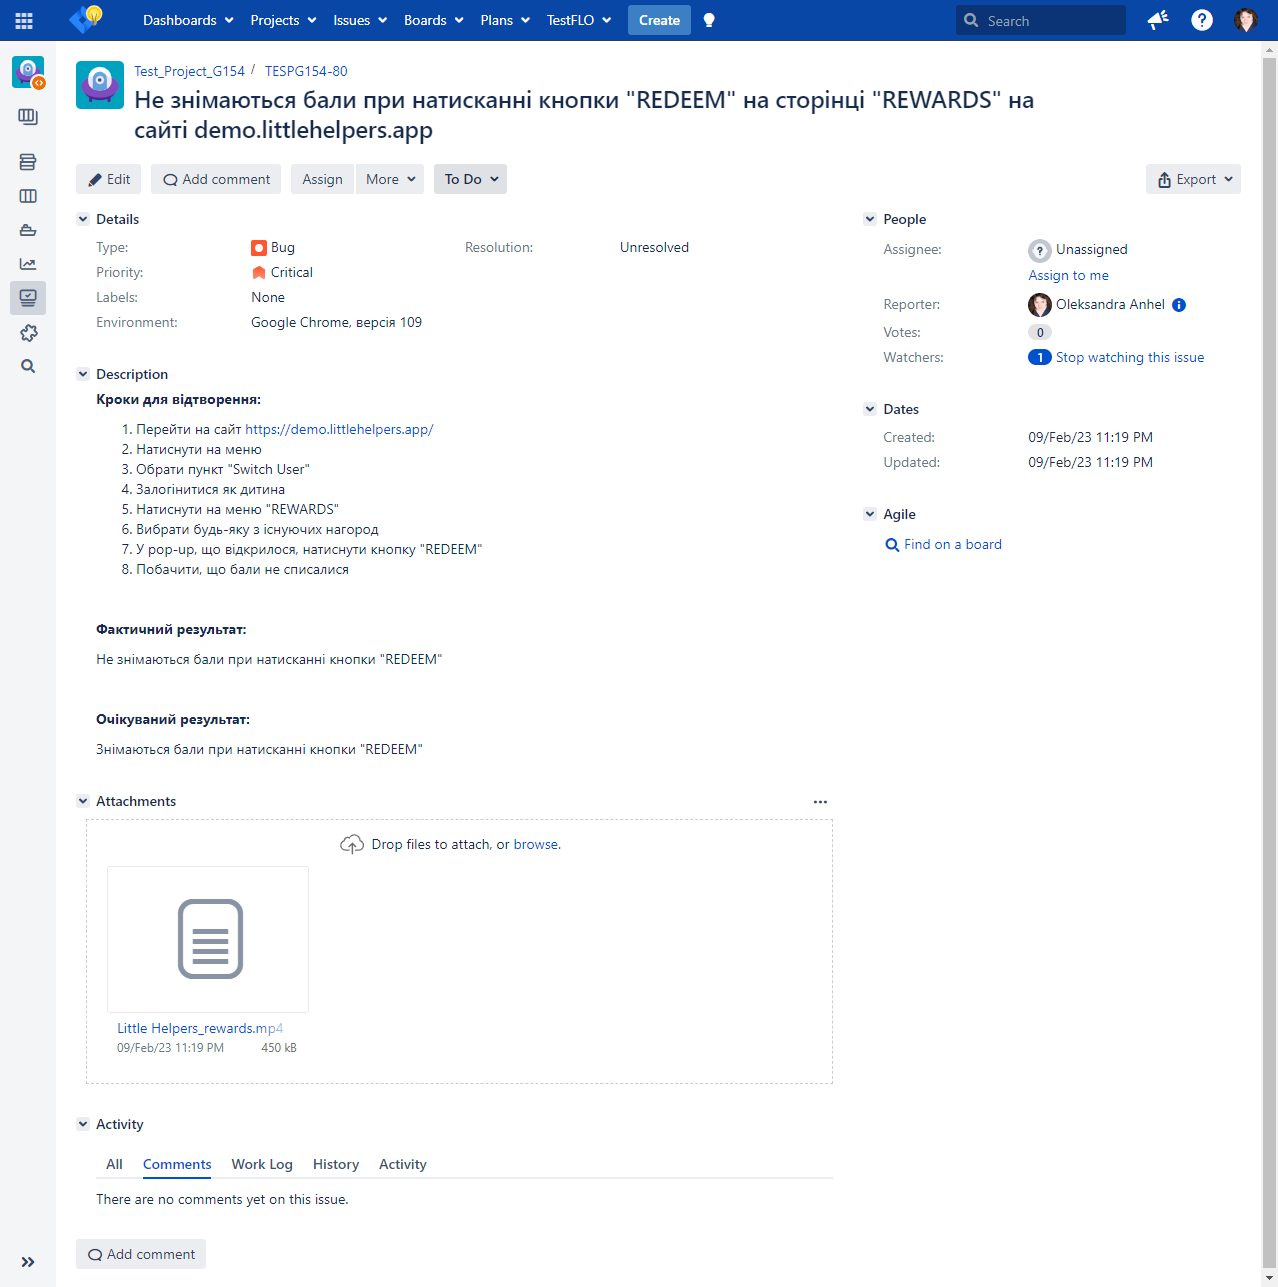 Dashboards Projects Issues Boards Plans TestFLO Create Search
Test_Project_G154 / TESPG154-80
Не знімаються бали при натисканні кнопки "REDEEM" на сторінці "REWARDS" на
сайті demo.littlehelpers.app
Edit Add comment Assign More To Do Export
Details
Type: Bug Resolution: Unresolved
Priority: Critical
Labels: None
Environment: Google Chrome, версія 109
People
Assignee: Unassigned
Assign to me
Reporter: Oleksandra Anhel
Votes: 0
Watchers: 1 Stop watching this issue
Dates
Created: 09/Feb/23 11:19 PM
Updated: 09/Feb/23 11:19 PM
Agile
Find on a board
Description
Кроки для відтворення:
1. Перейти на сайт https://demo.littlehelpers.app/
2. Натиснути на меню
3. Обрати пункт "Switch User"
4. Залогінитися як дитина
5. Натиснути на меню "REWARDS"
6. Вибрати будь-яку з існуючих нагород
7. У pop-up, що відкрилося, натиснути кнопку "REDEEM"
8. Побачити, що бали не списалися
Фактичний результат:
Не знімаються бали при натисканні кнопки "REDEEM"
Очікуваний результат:
Знімаються бали при натисканні кнопки "REDEEM"
Attachments
Drop files to attach, or browse.
Little Helpers_rewards.mp4
09/Feb/23 11:19 PM 450 kB
Activity
All Comments Work Log History Activity
There are no comments yet on this issue.
Add comment